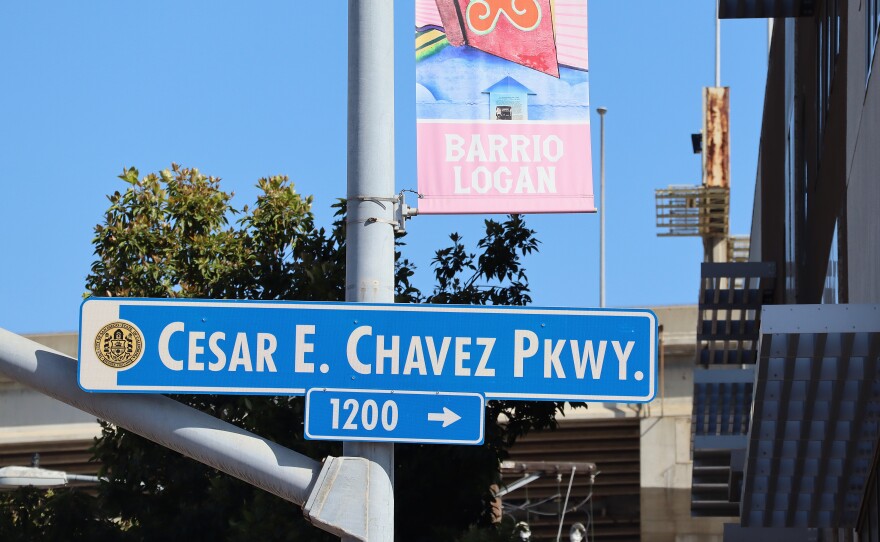 BARRIO
LOGAN
CESAR E. CHAVEZ PKWY.
1200 →